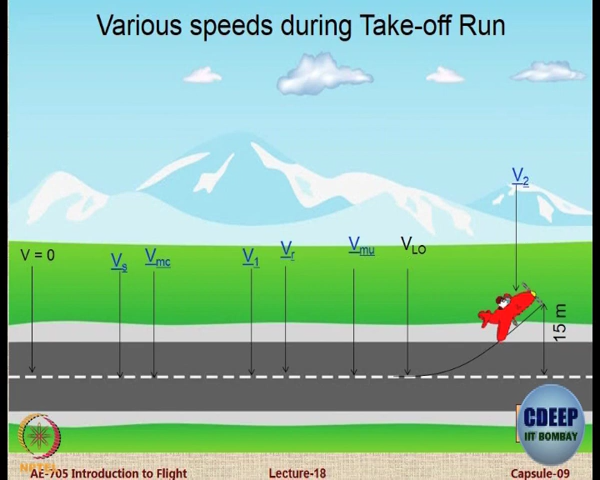 Various speeds during Take-off Run
V2
V = 0
Vs
Vmc
V1
Vr
Vmu
VLO
15 m
CDEEP
IIT BOMBAY
NPTEL
AE-705 Introduction to Flight
Lecture-18
Capsule-09